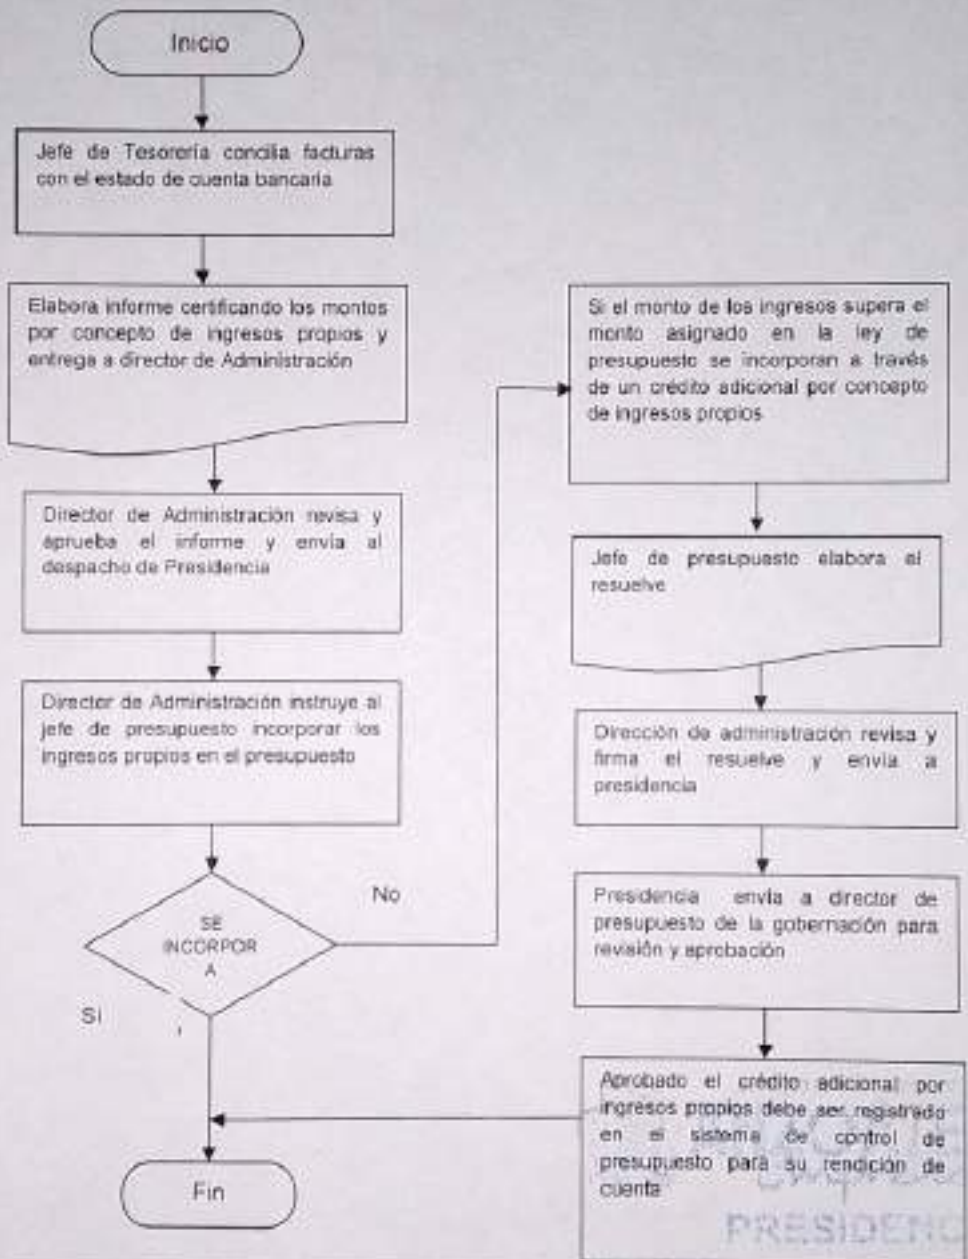 Inicio
Jefe de Tesorería concilia facturas
con el estado de cuenta bancaria
Elabora informe certificando los montos
por concepto de ingresos propios y
entrega a director de Administración
Director de Administración revisa y
aprueba el informe y envía al
despacho de Presidencia
Director de Administración instruye al
jefe de presupuesto incorporar los
ingresos propios en el presupuesto
SE
INCORPOR
A
No
Si
Fin
Si el monto de los ingresos supera el
monto asignado en la ley de
presupuesto se incorporan a través
de un crédito adicional por concepto
de ingresos propios
Jefe de presupuesto elabora el
resuelve
Dirección de administración revisa y
firma el resuelve y envía a
presidencia
Presidencia envía a director de
presupuesto de la gobernación para
revisión y aprobación
Aprobado el crédito adicional por
ingresos propios debe ser registrado
en el sistema de control de
presupuesto para su rendición de
cuenta
PRESIDENC